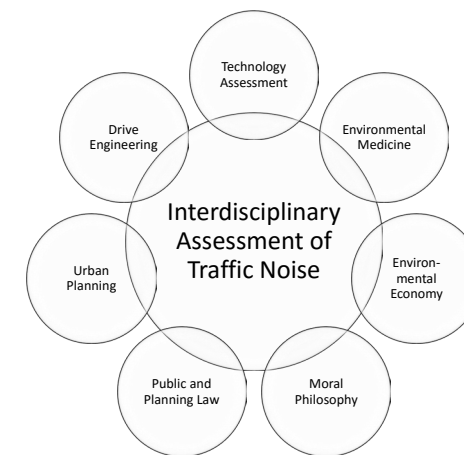 Technology
Assessment
Environmental
Medicine
Environ-
mental
Economy
Moral
Philosophy
Public and
Planning Law
Urban
Planning
Drive
Engineering
Interdisciplinary
Assessment of
Traffic Noise